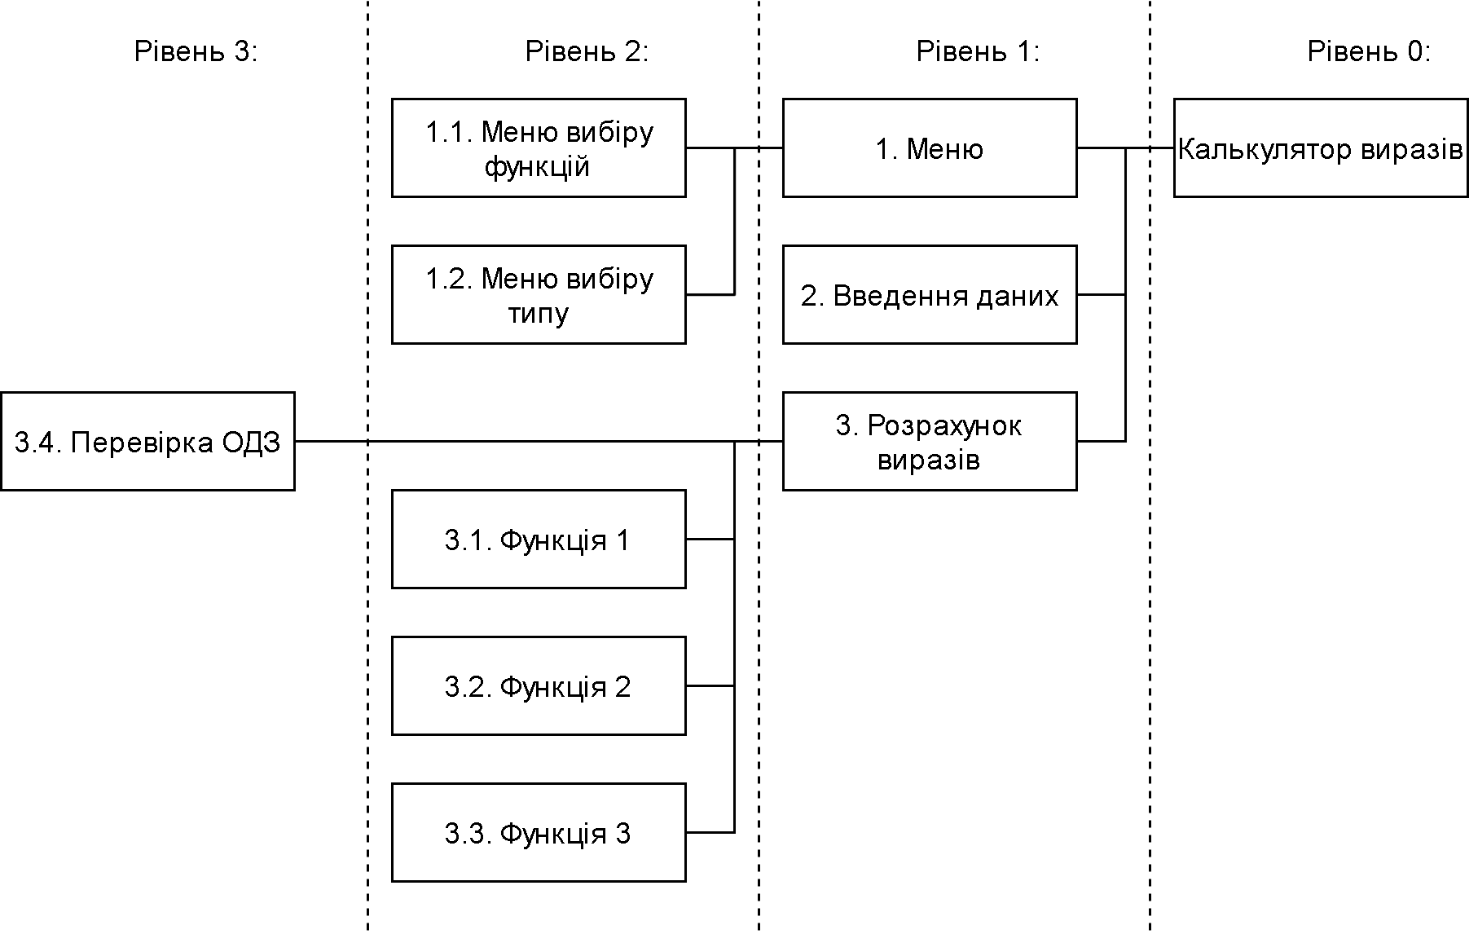 Рівень 3:
Рівень 2:
Рівень 1:
Рівень 0:
1.1. Меню вибіру
функцій
1. Меню
Калькулятор виразів
1.2. Меню вибіру
типу
2. Введення даних
3.4. Перевірка ОДЗ
3. Розрахунок
виразів
3.1. Функція 1
3.2. Функція 2
3.3. Функція 3